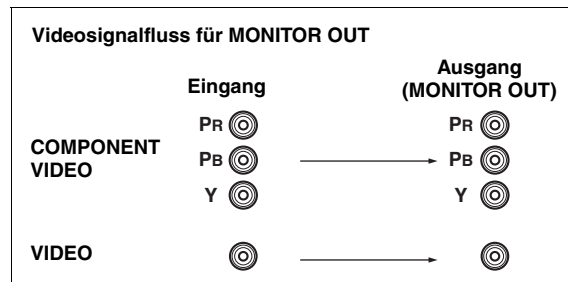 Videosignalfluss für MONITOR OUT
Eingang
Ausgang
(MONITOR OUT)
COMPONENT
VIDEO
PR
PR
PB
PB
Y
Y
VIDEO